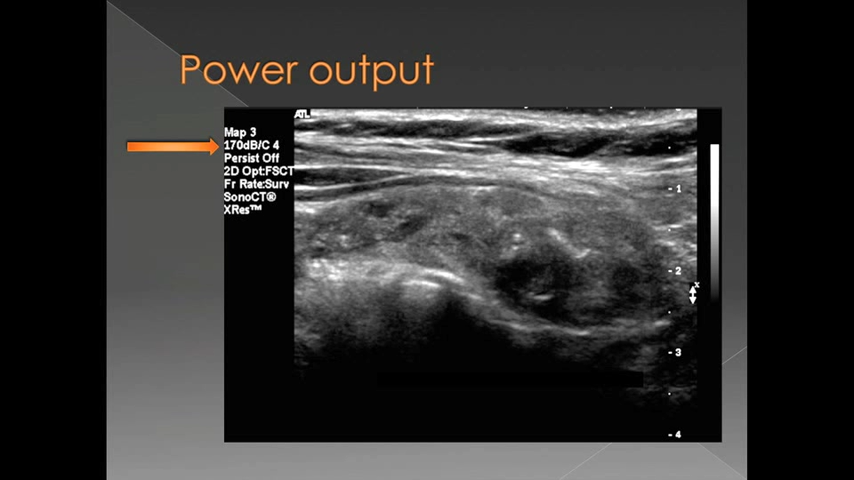 Power output
ATL
Map 3
170dB/C 4
Persist Off
2D Opt:FSCT
Fr Rate:Surv
SonoCT®
XRes™
- 1
- 2
x
- 3
- 4